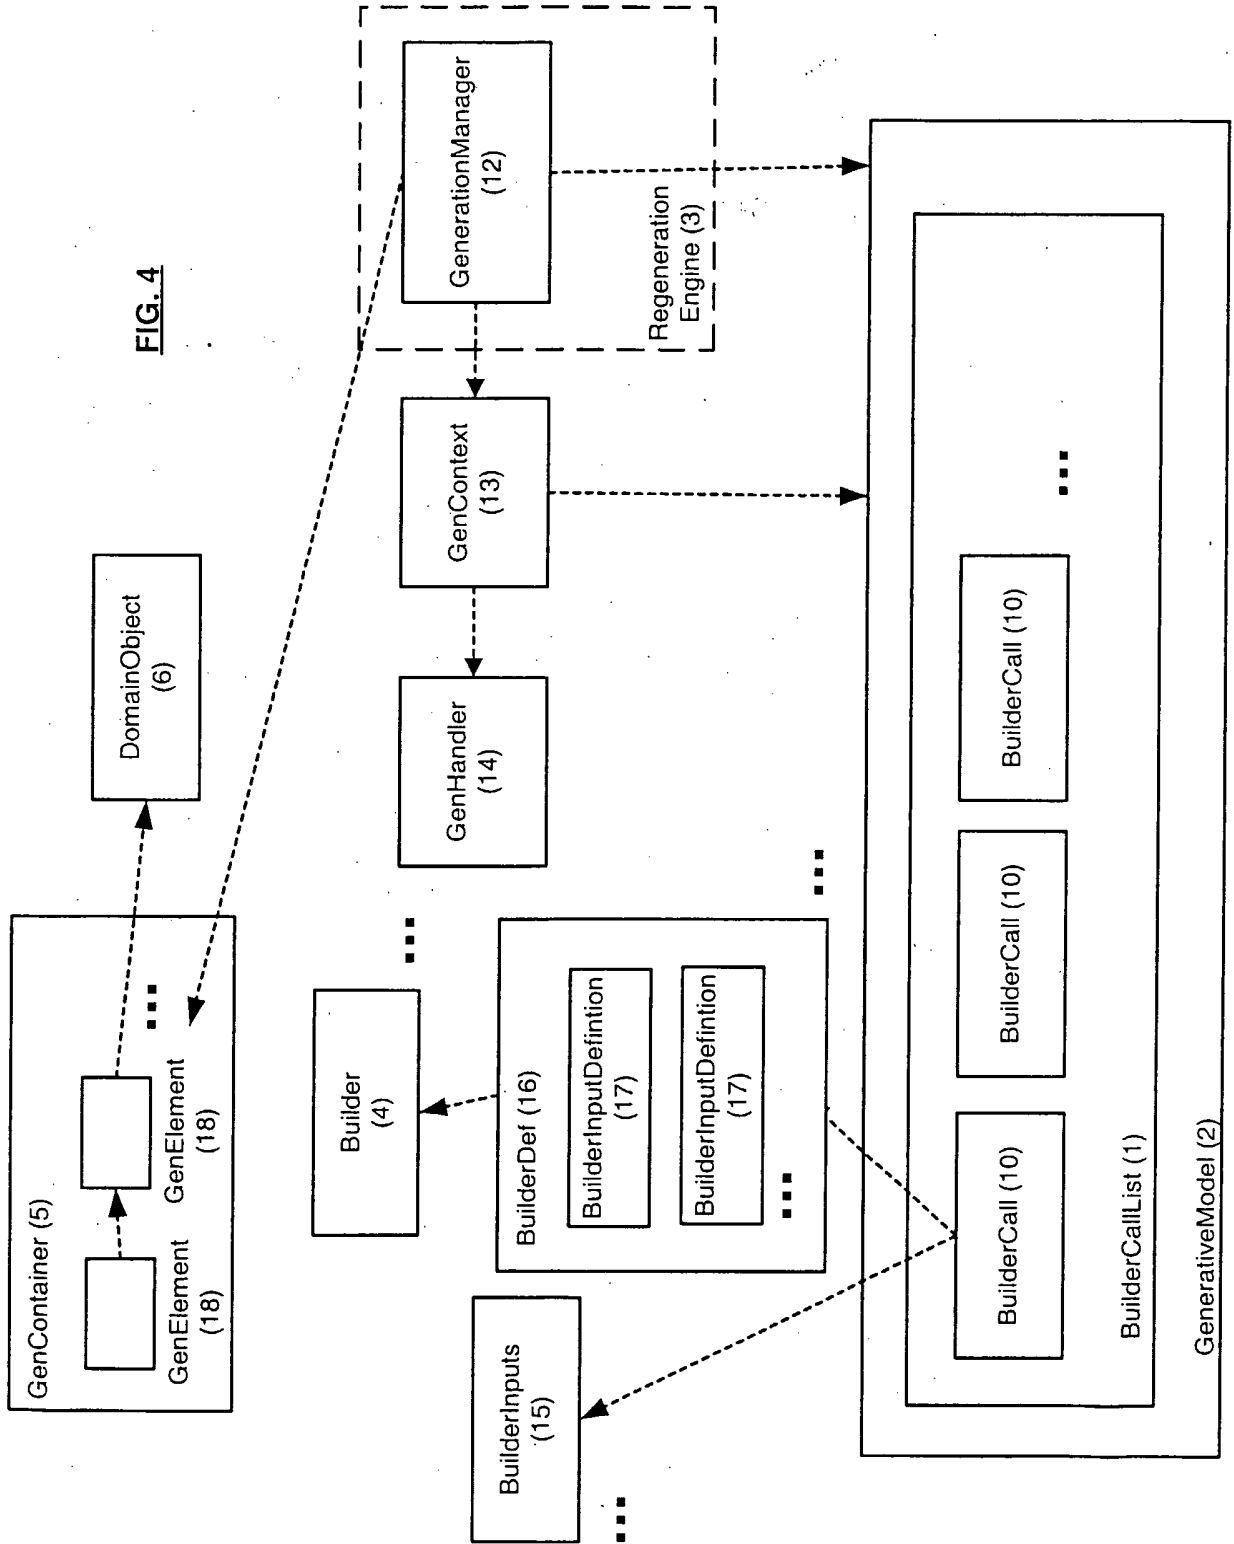 FIG. 4
GenContainer (5)
GenElement
(18)
GenElement
(18)
DomainObject
(6)
Builder
(4)
GenHandler
(14)
GenContext
(13)
GenerationManager
(12)
Regeneration
Engine (3)
BuilderInputs
(15)
BuilderDef (16)
BuilderInputDefintion
(17)
BuilderInputDefintion
(17)
BuilderCall (10)
BuilderCall (10)
BuilderCall (10)
BuilderCallList (1)
GenerativeModel (2)